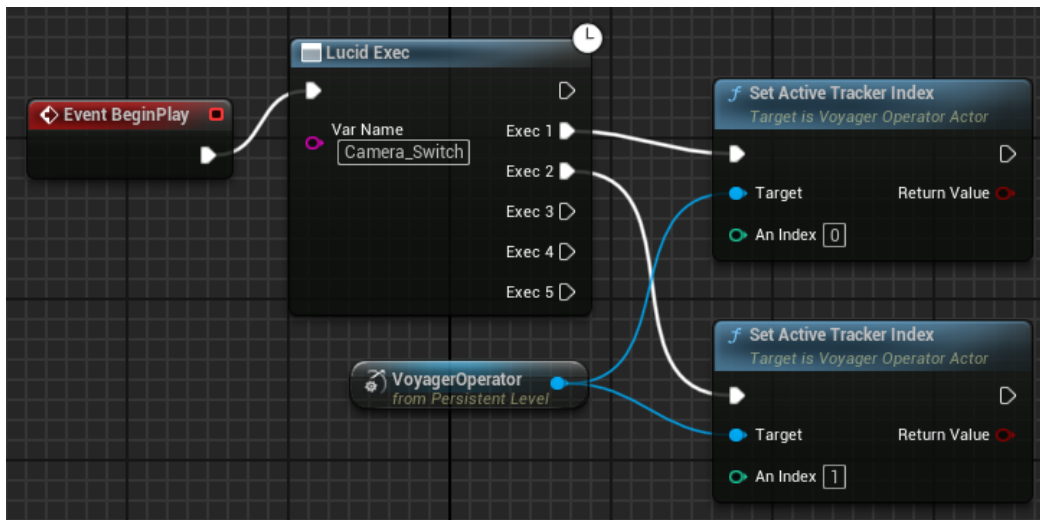 Event BeginPlay
Lucid Exec
Var Name
Camera_Switch
Exec 1
Exec 2
Exec 3
Exec 4
Exec 5
VoyagerOperator
from Persistent Level
f Set Active Tracker Index
Target is Voyager Operator Actor
Target Return Value
An Index 0
f Set Active Tracker Index
Target is Voyager Operator Actor
Target Return Value
An Index 1